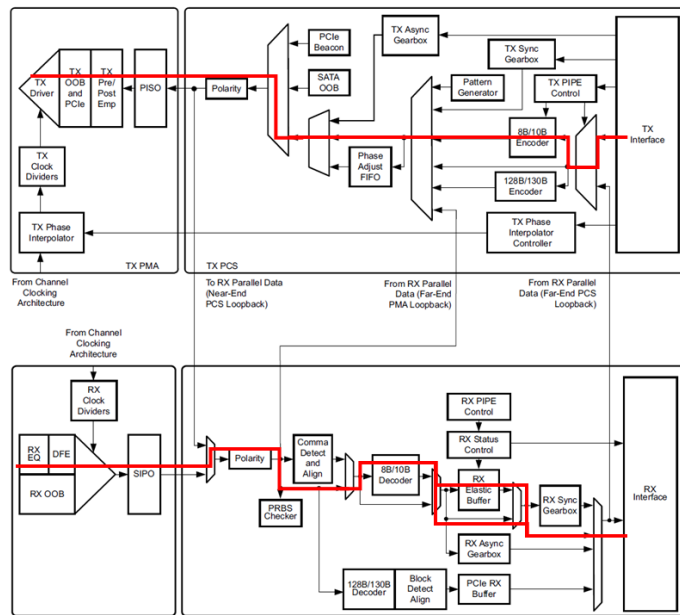 PCIe
Beacon
SATA
OOB
TX Async
Gearbox
TX Sync
Gearbox
Pattern
Generator
TX PIPE
Control
TX
Driver
TX
OOB
and
PCIe
TX
Pre/
Post
Emp
PISO
Polarity
8B/10B
Encoder
TX
Interface
Phase
Adjust
FIFO
128B/130B
Encoder
TX
Clock
Dividers
TX Phase
Interpolator
TX Phase
Interpolator
Controller
TX PMA
TX PCS
From Channel
Clocking
Architecture
To RX Parallel Data
(Near-End
PCS Loopback)
From RX Parallel
Data (Far-End
PMA Loopback)
From RX Parallel
Data (Far-End PCS
Loopback)
From Channel
Clocking
Architecture
RX
Clock
Dividers
RX
EQ
DFE
RX OOB
SIPO
Polarity
PRBS
Checker
Comma
Detect
and
Align
8B/10B
Decoder
RX PIPE
Control
RX Status
Control
RX
Elastic
Buffer
RX Sync
Gearbox
RX Async
Gearbox
128B/130B
Decoder
Block
Detect
Align
PCIe RX
Buffer
RX
Interface